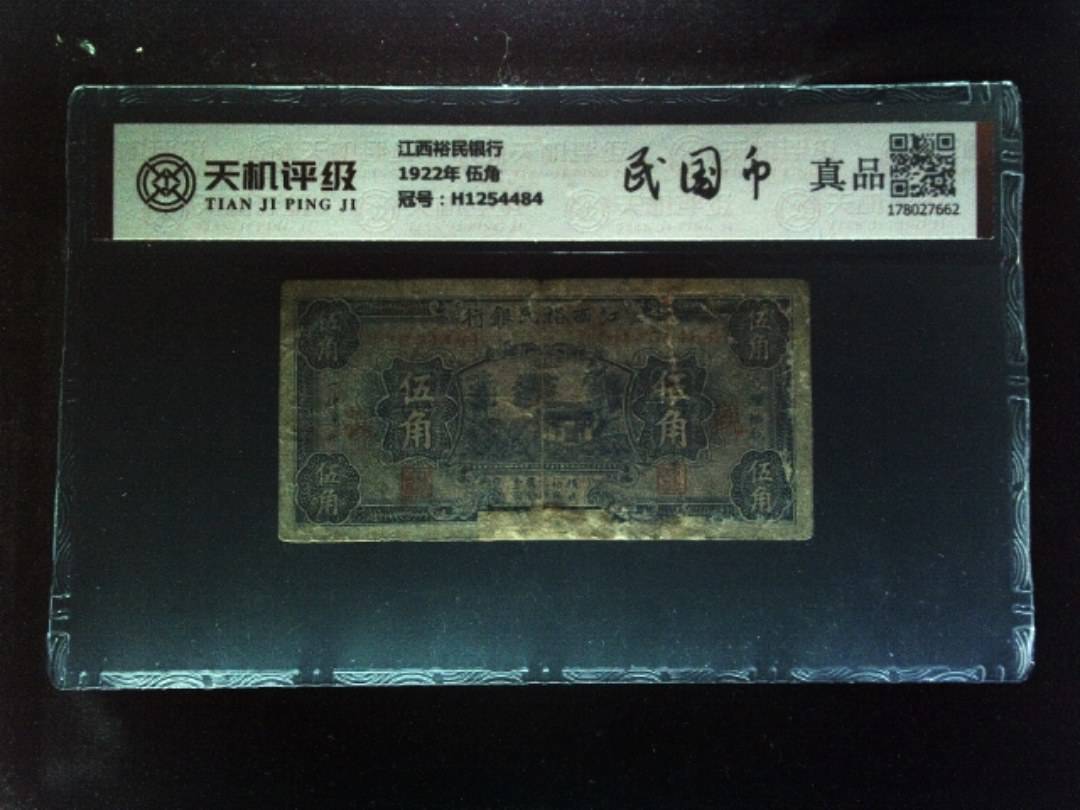 天机评级
TIAN JI PING JI
江西裕民银行
1922年 伍角
冠号：H1254484
民国币
真品
178027662
行銀民裕西江
伍角
伍角
伍角
伍角
伍角
伍角